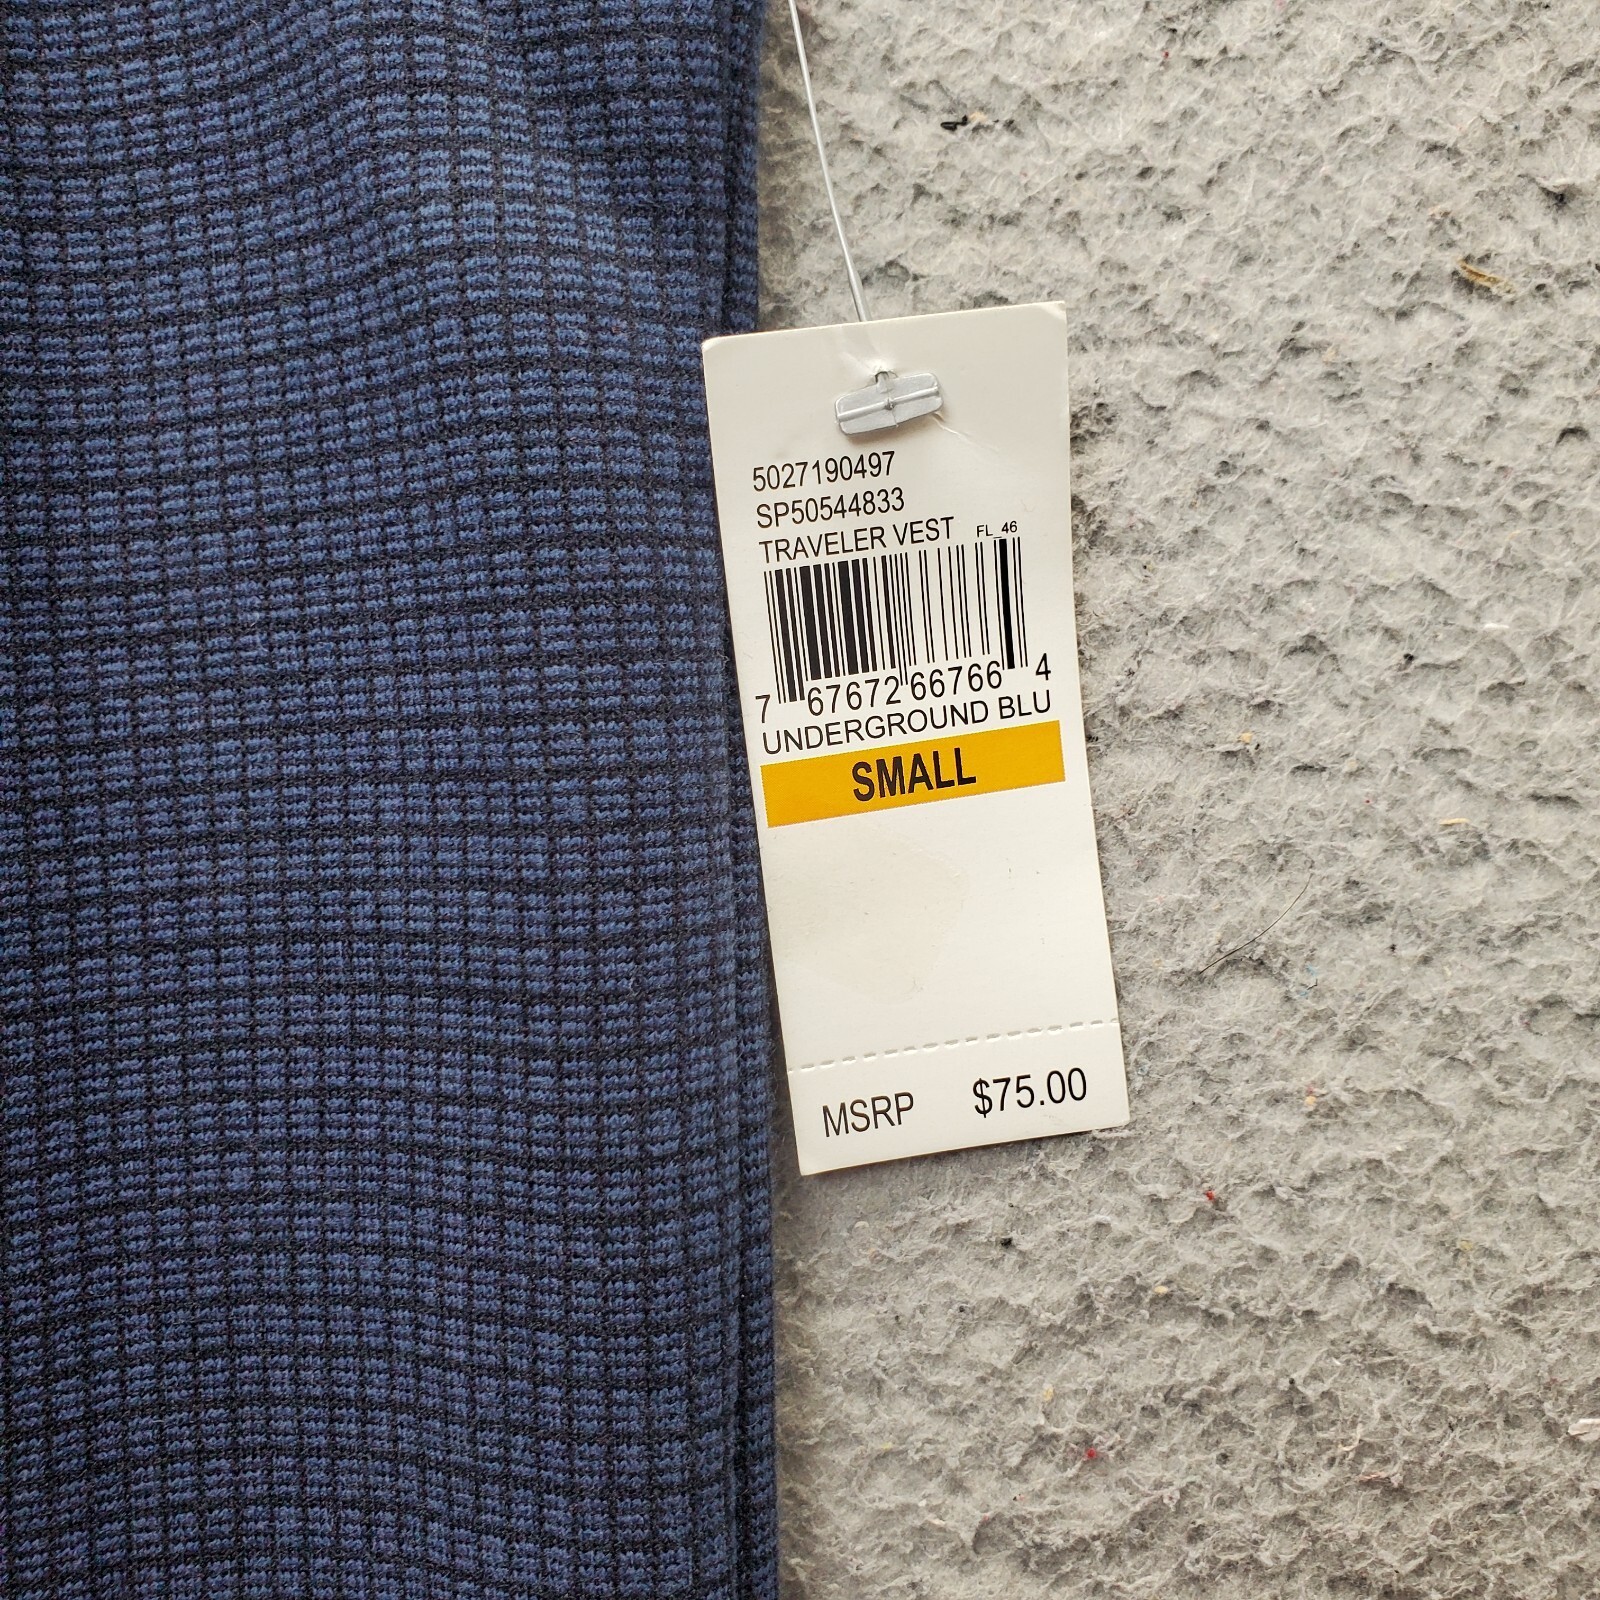 5027190497
SP50544833
TRAVELER VEST FL_46
7 67672 66766 4
UNDERGROUND BLU
SMALL
MSRP $75.00